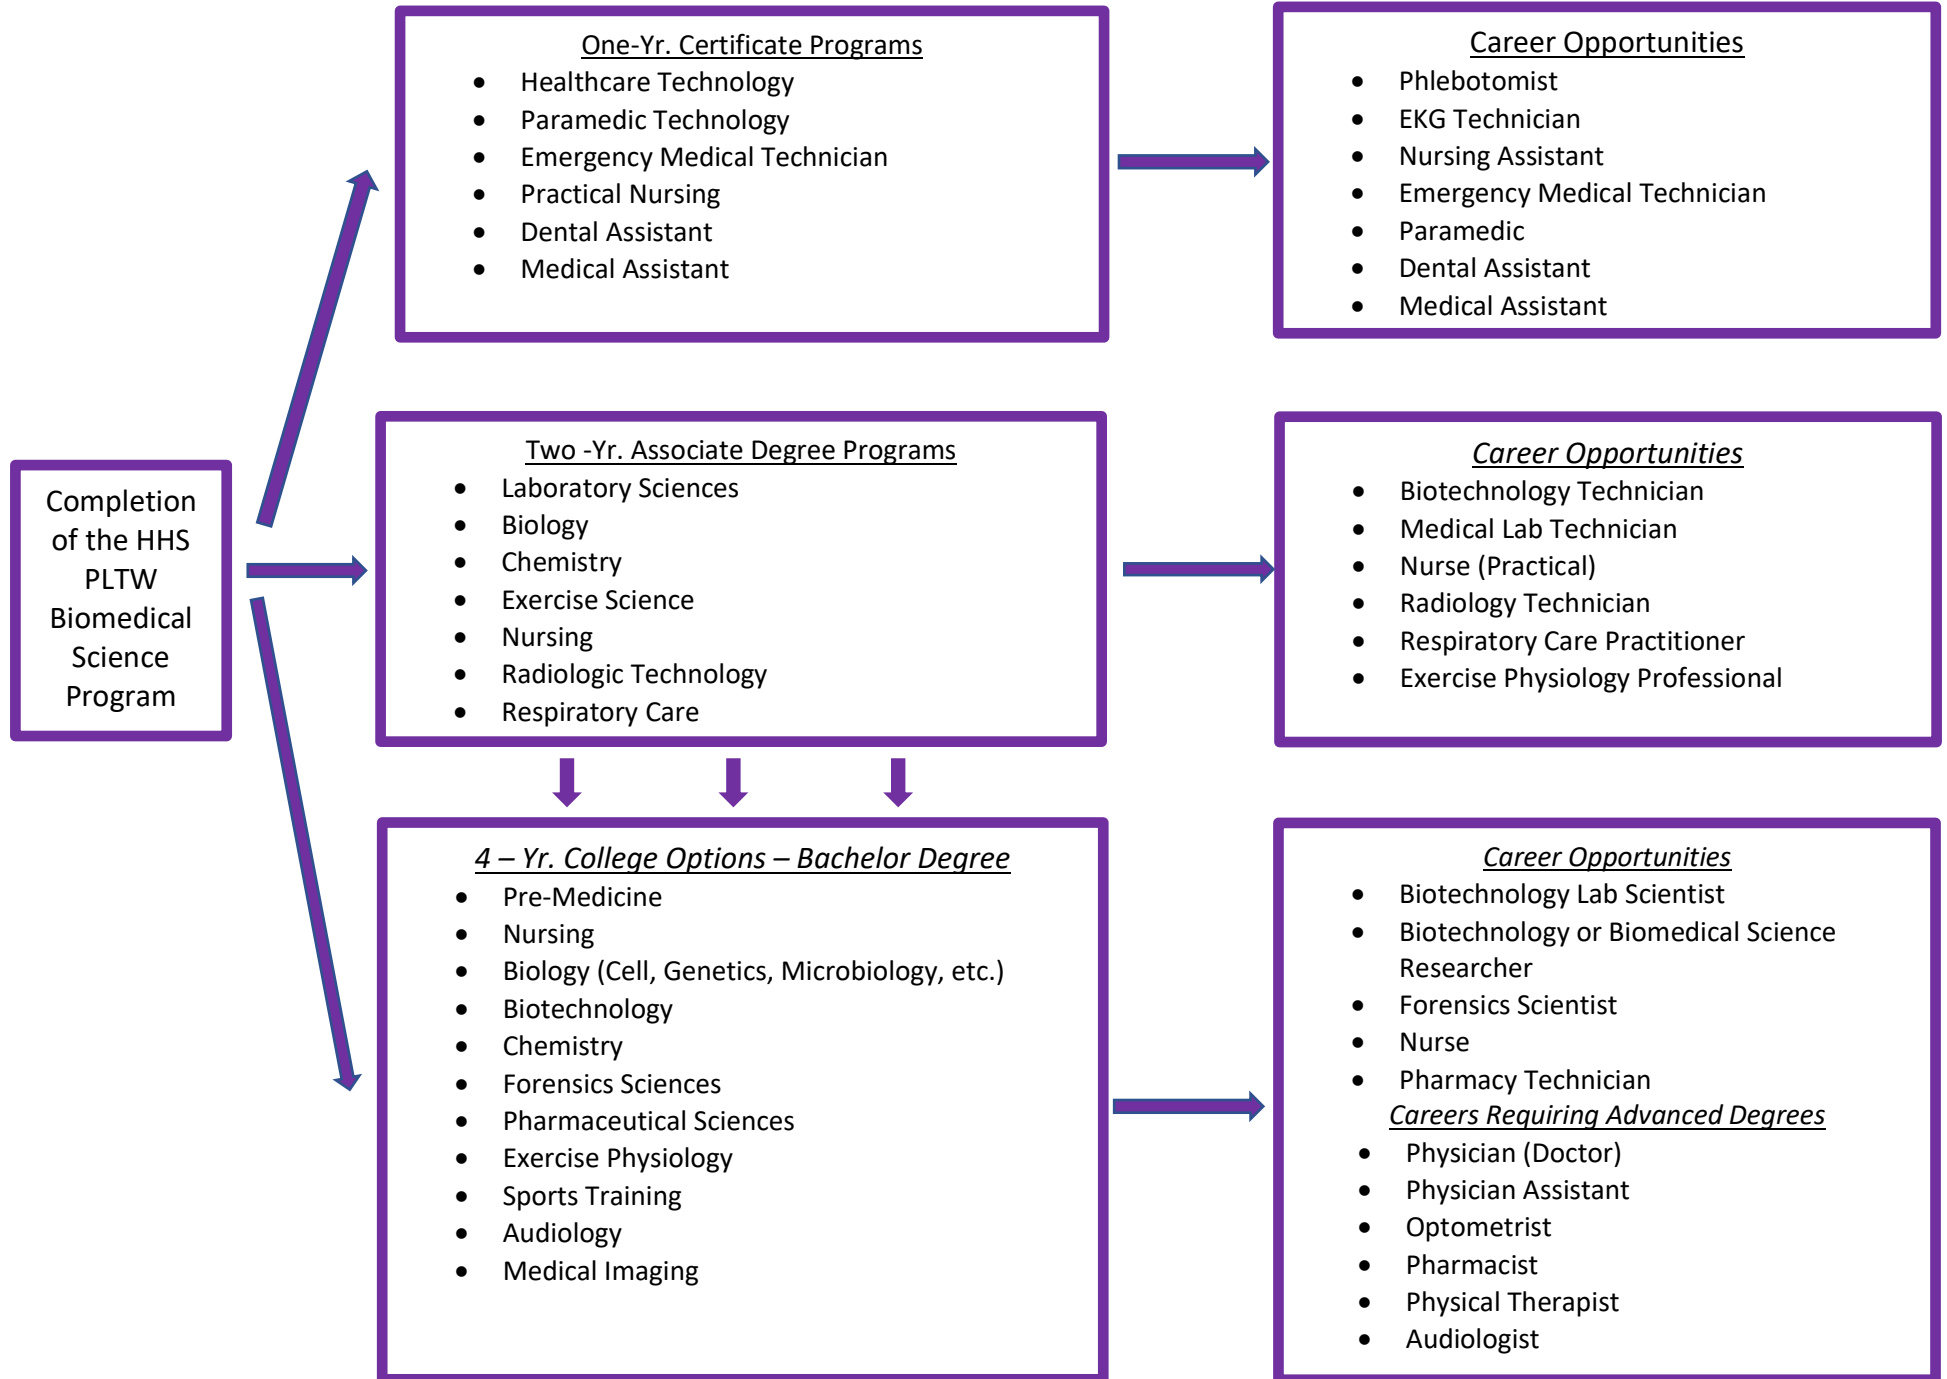 One-Yr. Certificate Programs
• Healthcare Technology
• Paramedic Technology
• Emergency Medical Technician
• Practical Nursing
• Dental Assistant
• Medical Assistant
Career Opportunities
• Phlebotomist
• EKG Technician
• Nursing Assistant
• Emergency Medical Technician
• Paramedic
• Dental Assistant
• Medical Assistant
Completion
of the HHS
PLTW
Biomedical
Science
Program
Two -Yr. Associate Degree Programs
• Laboratory Sciences
• Biology
• Chemistry
• Exercise Science
• Nursing
• Radiologic Technology
• Respiratory Care
Career Opportunities
• Biotechnology Technician
• Medical Lab Technician
• Nurse (Practical)
• Radiology Technician
• Respiratory Care Practitioner
• Exercise Physiology Professional
4 – Yr. College Options – Bachelor Degree
• Pre-Medicine
• Nursing
• Biology (Cell, Genetics, Microbiology, etc.)
• Biotechnology
• Chemistry
• Forensics Sciences
• Pharmaceutical Sciences
• Exercise Physiology
• Sports Training
• Audiology
• Medical Imaging
Career Opportunities
• Biotechnology Lab Scientist
• Biotechnology or Biomedical Science
Researcher
• Forensics Scientist
• Nurse
• Pharmacy Technician
Careers Requiring Advanced Degrees
• Physician (Doctor)
• Physician Assistant
• Optometrist
• Pharmacist
• Physical Therapist
• Audiologist